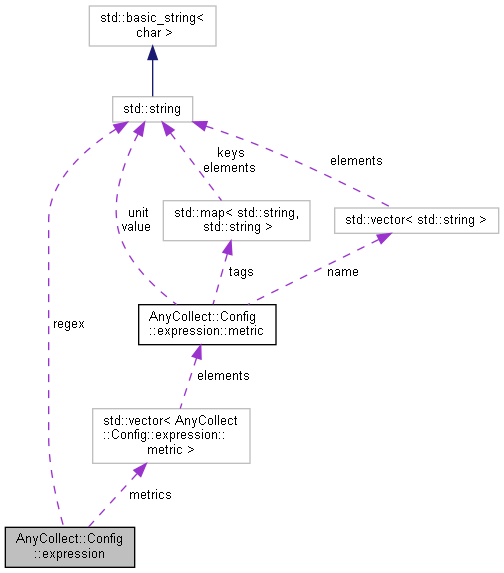 std::basic_string<
char >
std::string
keys
elements
elements
unit
value
std::map< std::string,
std::string >
std::vector< std::string >
tags
name
regex
AnyCollect::Config
::expression::metric
elements
std::vector< AnyCollect
::Config::expression::
metric >
metrics
AnyCollect::Config
::expression